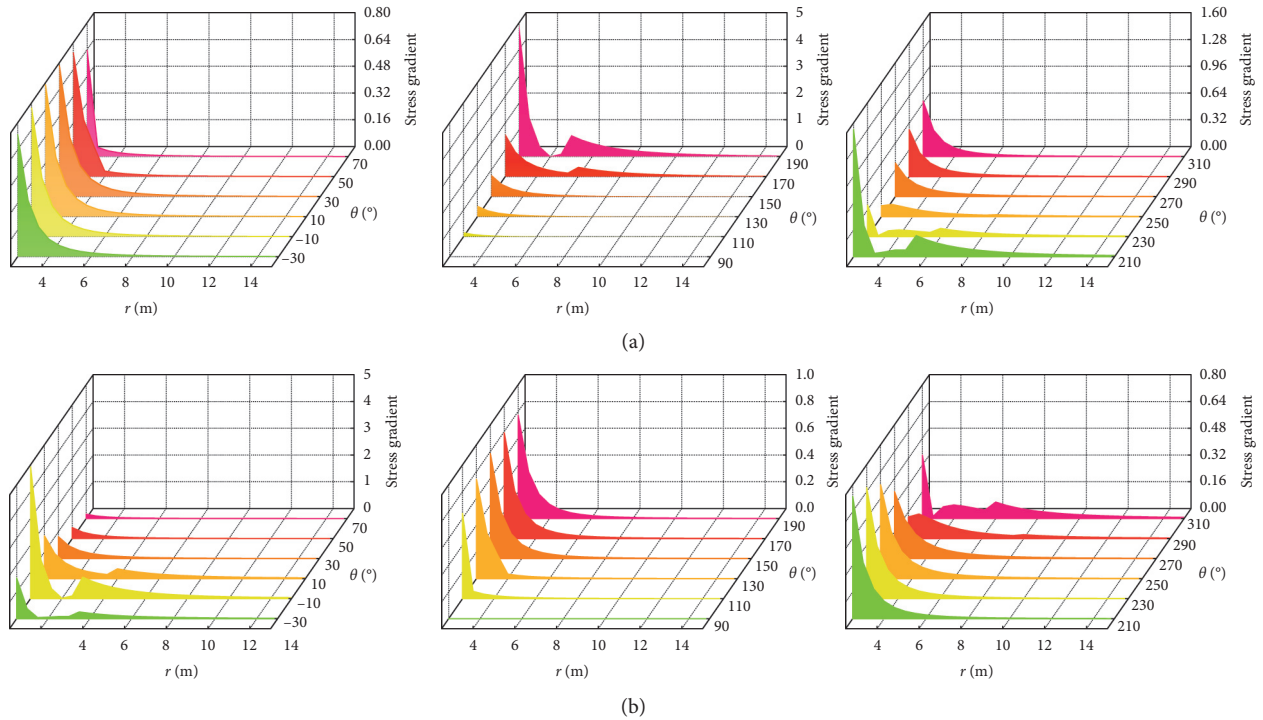 0.80
0.64
0.48
0.32
0.16
0.00
Stress gradient
70
50
30
10
–10
–30
θ (°)
4 6 8 10 12 14
r (m)
5
4
3
2
1
0
Stress gradient
190
170
150
130
110
90
θ (°)
4 6 8 10 12 14
r (m)
1.60
1.28
0.96
0.64
0.32
0.00
Stress gradient
310
290
270
250
230
210
θ (°)
4 6 8 10 12 14
r (m)
(a)
5
4
3
2
1
0
Stress gradient
70
50
30
10
–10
–30
θ (°)
2 4 6 8 10 12 14
r (m)
1.0
0.8
0.6
0.4
0.2
0.0
Stress gradient
190
170
150
130
110
90
θ (°)
4 6 8 10 12 14
r (m)
0.80
0.64
0.48
0.32
0.16
0.00
Stress gradient
310
290
270
250
230
210
θ (°)
4 6 8 10 12 14
r (m)
(b)